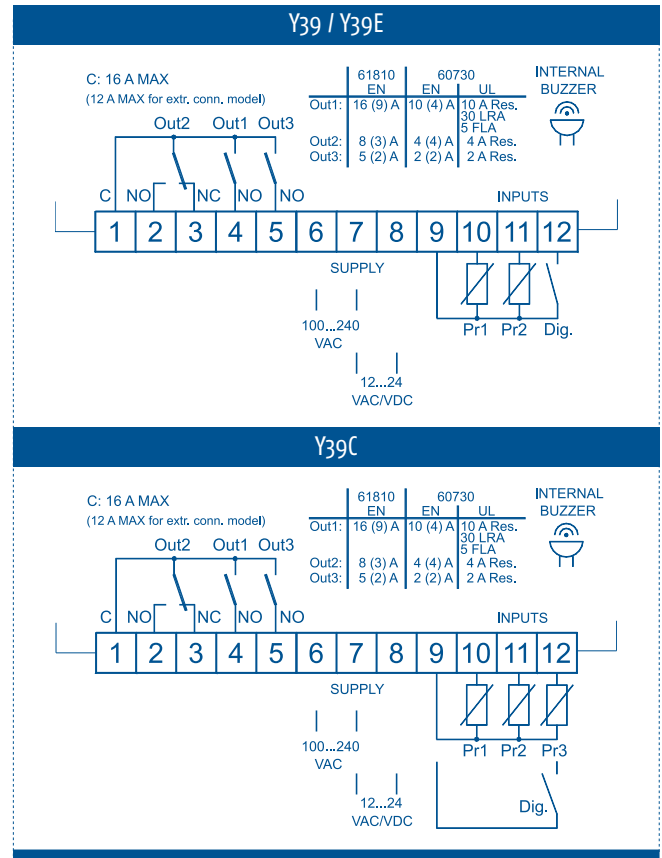 Y39 / Y39E
C: 16 A MAX
(12 A MAX for extr. conn. model)
61810 60730
EN EN UL
Out1: 16 (9) A 10 (4) A 10 A Res.
30 LRA
5 FLA
Out2: 8 (3) A 4 (4) A 4 A Res.
Out3: 5 (2) A 2 (2) A 2 A Res.
INTERNAL
BUZZER
Out2 Out1 Out3
C NO NC NO NO
INPUTS
1 2 3 4 5 6 7 8 9 10 11 12
SUPPLY
100...240
VAC
12...24
VAC/VDC
Pr1 Pr2 Dig.
Y39C
C: 16 A MAX
(12 A MAX for extr. conn. model)
61810 60730
EN EN UL
Out1: 16 (9) A 10 (4) A 10 A Res.
30 LRA
5 FLA
Out2: 8 (3) A 4 (4) A 4 A Res.
Out3: 5 (2) A 2 (2) A 2 A Res.
INTERNAL
BUZZER
Out2 Out1 Out3
C NO NC NO NO
INPUTS
1 2 3 4 5 6 7 8 9 10 11 12
SUPPLY
100...240
VAC
12...24
VAC/VDC
Pr1 Pr2 Pr3
Dig.